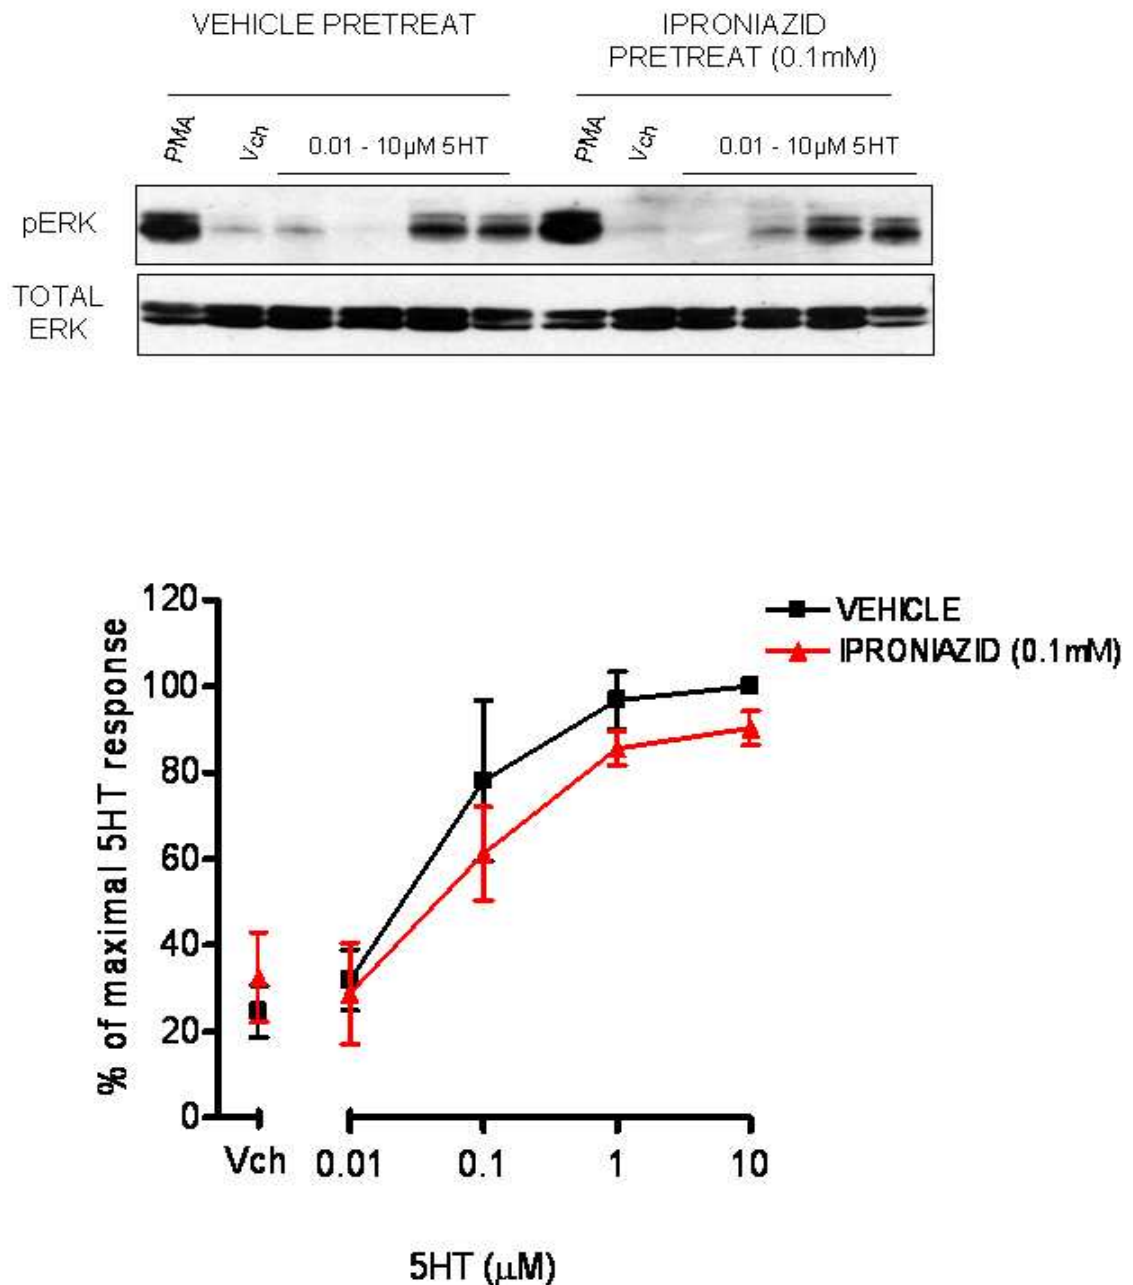 VEHICLE PRETREAT
IPRONIAZID
PRETREAT (0.1mM)
PMA
Vch
0.01 - 10µM 5HT
PMA
Vch
0.01 - 10µM 5HT
pERK
TOTAL
ERK
120
100
80
60
40
20
0
% of maximal 5HT response
VEHICLE
IPRONIAZID (0.1mM)
Vch
0.01
0.1
1
10
5HT (µM)